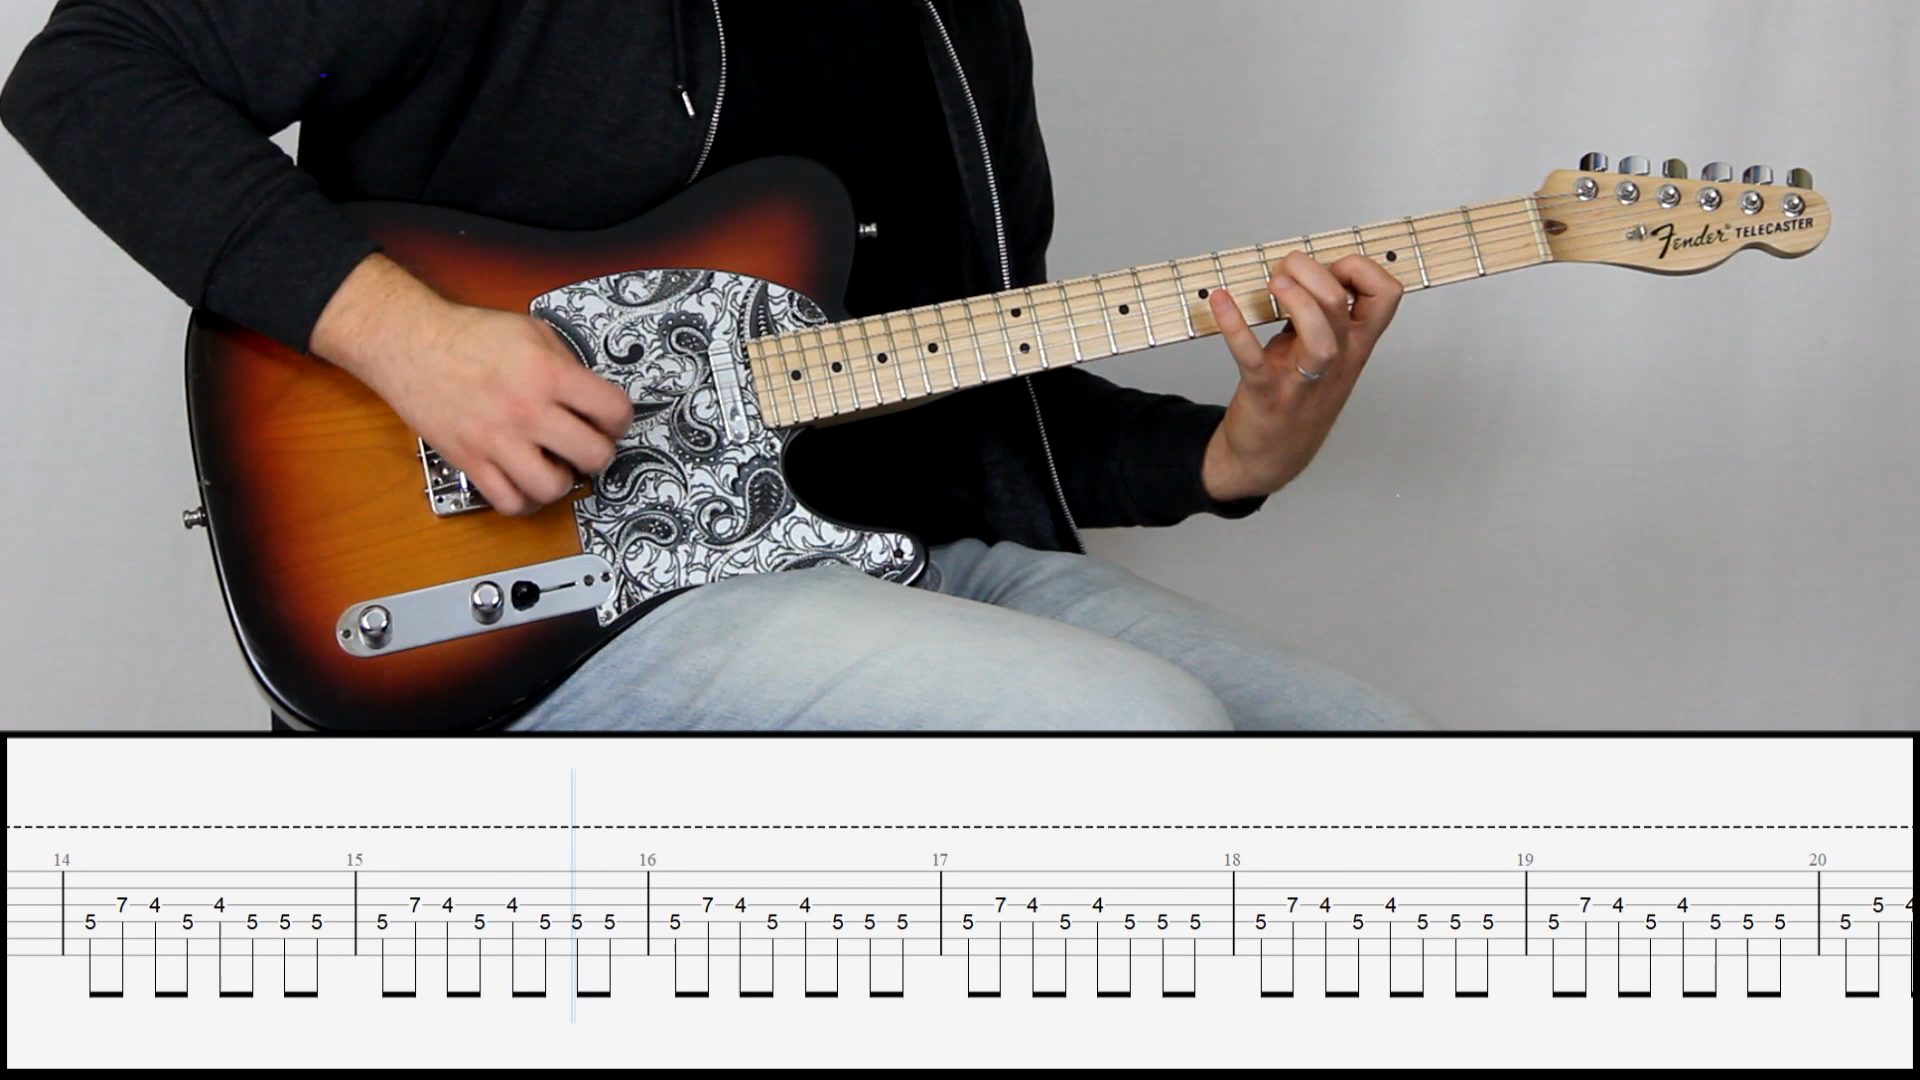 Fender® TELECASTER
14 15 16 17 18 19 20
7 4 4 7 4 4 7 4 4 7 4 4 7 4 4 7 4 4 5 4
5 5 5 5 5 5 5 5 5 5 5 5 5 5 5 5 5 5 5 5 5 5 5 5 5 5 5 5 5 5 5